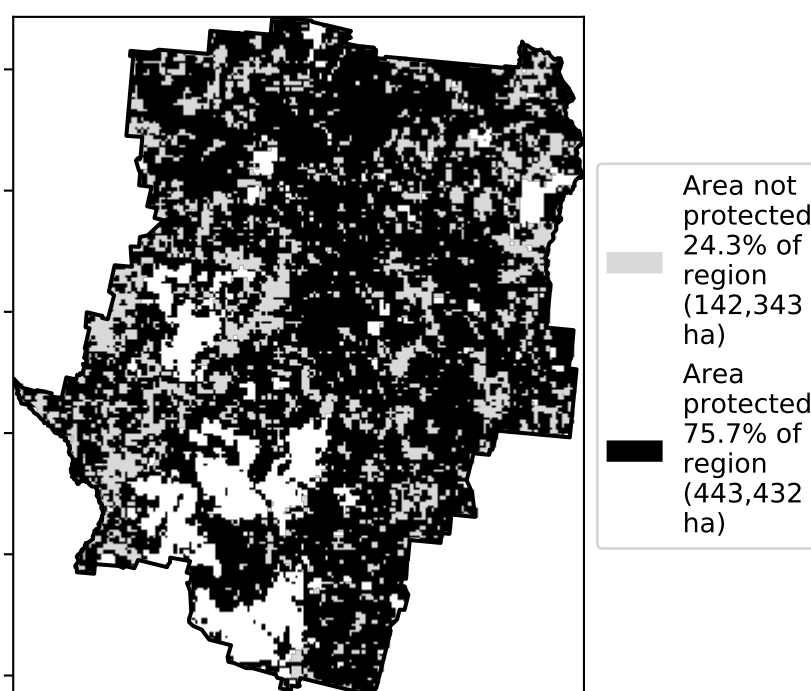 Area not
protected
24.3% of
region
(142,343
ha)
Area
protected
75.7% of
region
(443,432
ha)